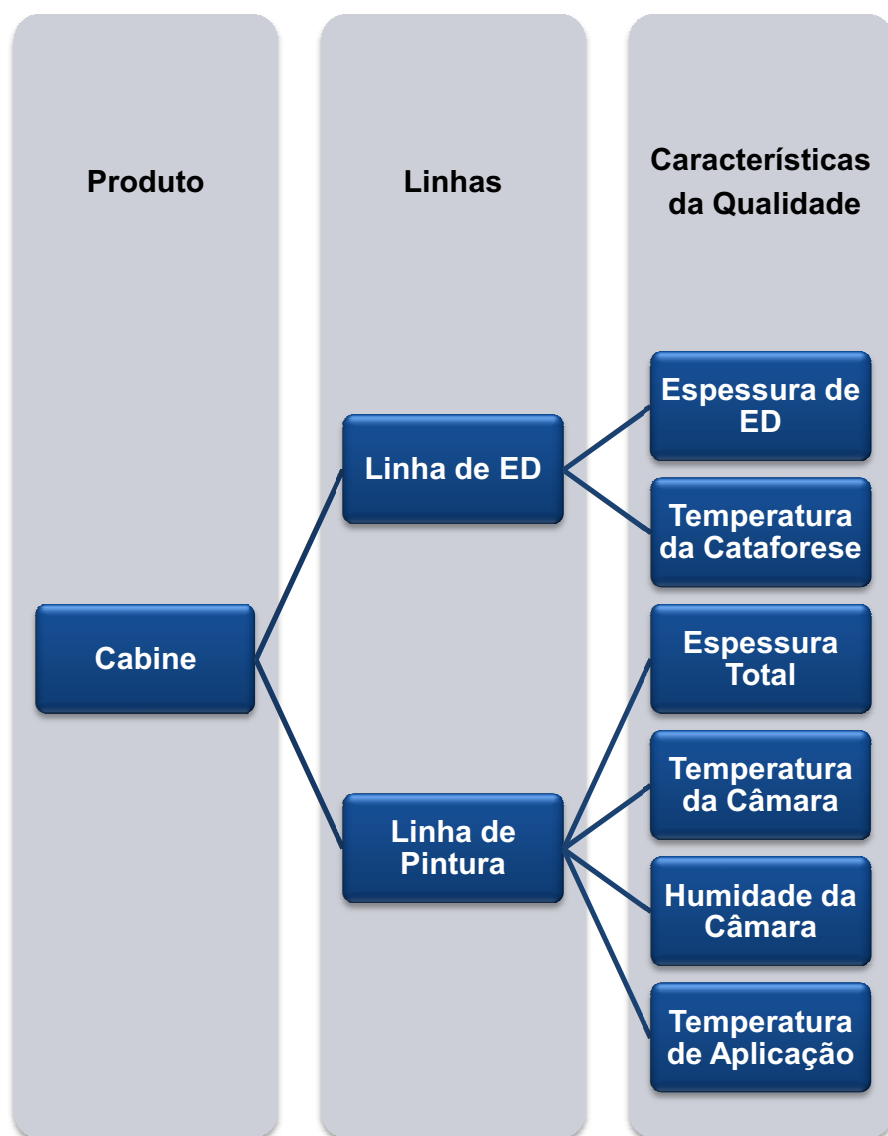 Produto
Linhas
Características
da Qualidade
Cabine
Linha de ED
Linha de
Pintura
Espessura de
ED
Temperatura
da Cataforese
Espessura
Total
Temperatura
da Câmara
Humidade da
Câmara
Temperatura
de Aplicação